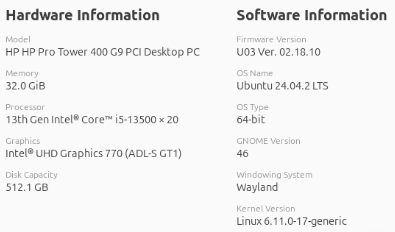 Hardware Information
Model
HP HP Pro Tower 400 G9 PCI Desktop PC
Memory
32.0 GiB
Processor
13th Gen Intel® Core™ i5-13500 × 20
Graphics
Intel® UHD Graphics 770 (ADL-S GT1)
Disk Capacity
512.1 GB
Software Information
Firmware Version
U03 Ver. 02.18.10
OS Name
Ubuntu 24.04.2 LTS
OS Type
64-bit
GNOME Version
46
Windowing System
Wayland
Kernel Version
Linux 6.11.0-17-generic